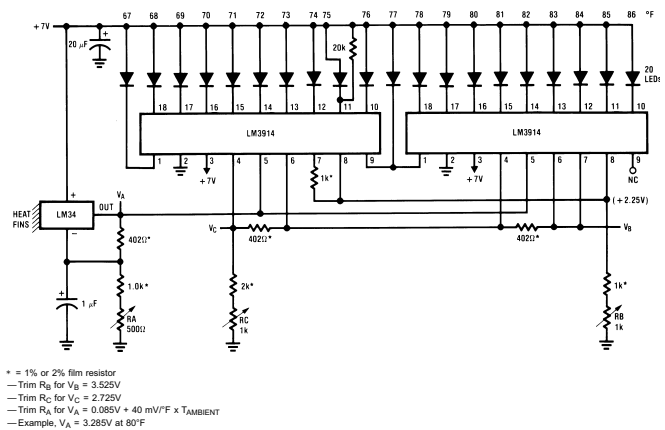 67 68 69 70 71 72 73 74 75 76 77 78 79 80 81 82 83 84 85 86 °F
+7V
20 µF +
20k
20
LEDs
18 17 16 15 14 13 12 11 10
18 17 16 15 14 13 12 11 10
LM3914
LM3914
1 2 3 4 5 6 7 8 9
1 2 3 4 5 6 7 8 9
+7V
1k*
+7V
NC
(+2.25V)
+
LM34
OUT
VA
HEAT
FINS
−
402Ω*
VC
402Ω*
402Ω*
VB
+
1 µF
1.0k*
RA
500Ω
2k*
RC
1k
1k*
RB
1k
* = 1% or 2% film resistor
—Trim RB for VB = 3.525V
—Trim RC for VC = 2.725V
—Trim RA for VA = 0.085V + 40 mV/°F x TAMBIENT
—Example, VA = 3.285V at 80°F